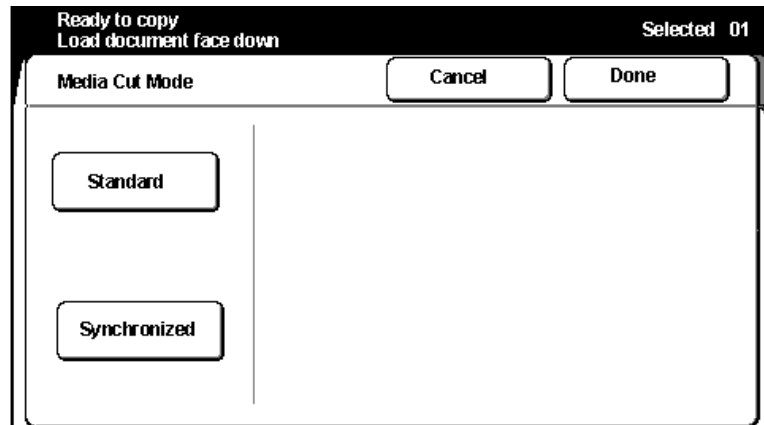 Ready to copy
Load document face down
Selected 01
Media Cut Mode
Cancel
Done
Standard
Synchronized